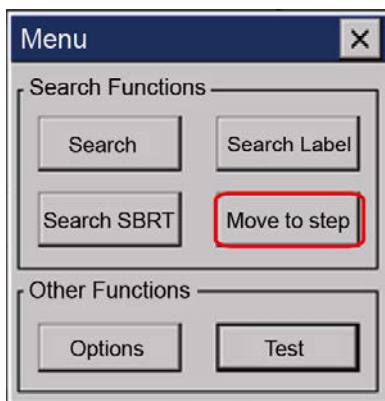 Menu
Search Functions
Search Search Label
Search SBRT Move to step
Other Functions
Options Test